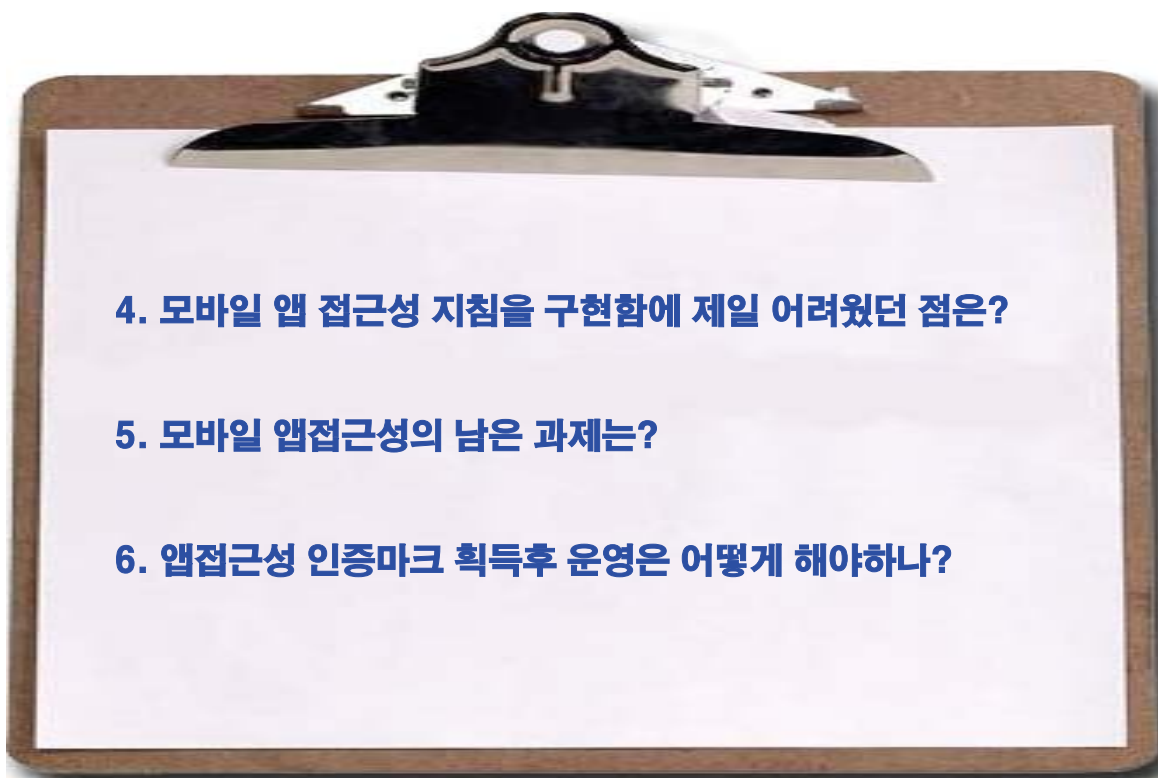 4. 모바일 앱 접근성 지침을 구현함에 제일 어려웠던 점은?
5. 모바일 앱접근성의 남은 과제는?
6. 앱접근성 인증마크 획득후 운영은 어떻게 해야하나?